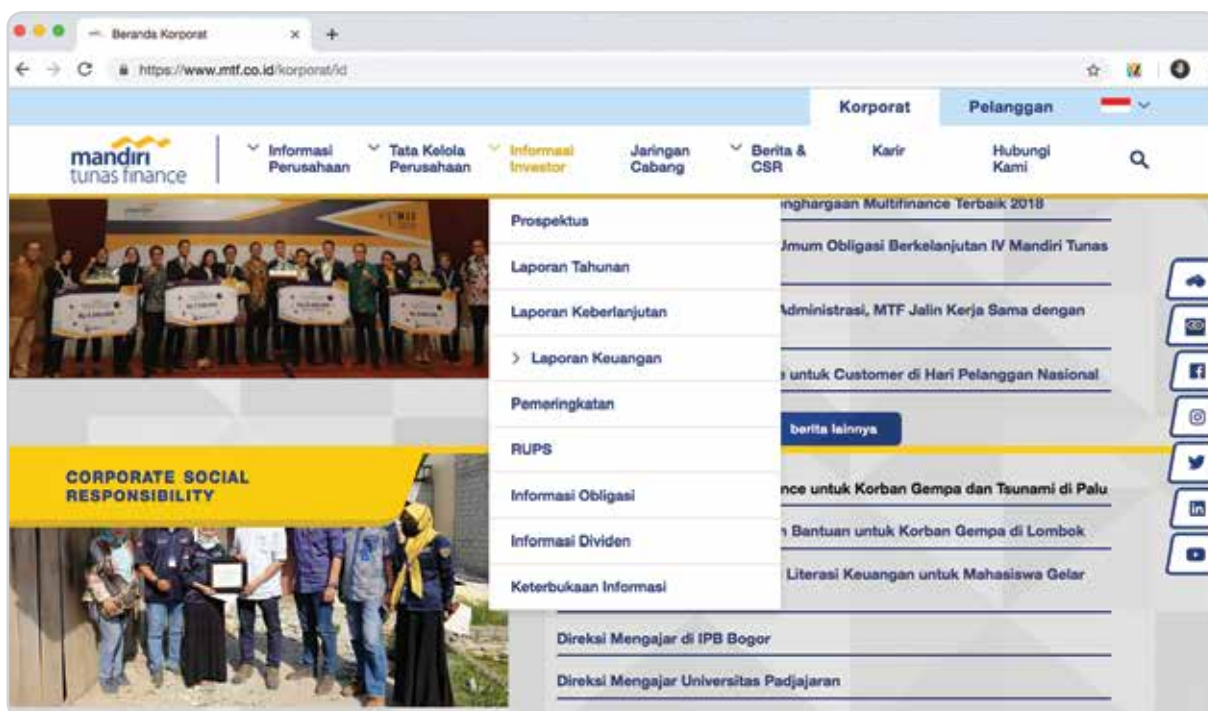 Beranda Korporat
https://www.mtf.co.id/korporat/id
Korporat
Pelanggan
mandiri
tunas finance
Informasi
Perusahaan
Tata Kelola
Perusahaan
Informasi
Investor
Jaringan
Cabang
Berita &
CSR
Karir
Hubungi
Kami
Prospektus
Laporan Tahunan
Laporan Keberlanjutan
> Laporan Keuangan
Pemeringkatan
RUPS
Informasi Obligasi
Informasi Dividen
Keterbukaan Informasi
Multifinance Terbaik 2018
Obligasi Berkelanjutan IV Mandiri Tunas
MTF Jalin Kerja Sama dengan
untuk Customer di Hari Pelanggan Nasional
berita lainnya
CORPORATE SOCIAL
RESPONSIBILITY
untuk Korban Gempa dan Tsunami di Palu
Bantuan untuk Korban Gempa di Lombok
Literasi Keuangan untuk Mahasiswa Gelar
Direksi Mengajar di IPB Bogor
Direksi Mengajar Universitas Padjajaran